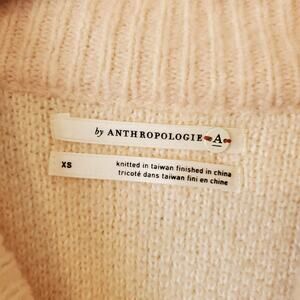 by ANTHROPOLOGIE A
XS
knitted in taiwan finished in china
tricoté dans taiwan fini en chine